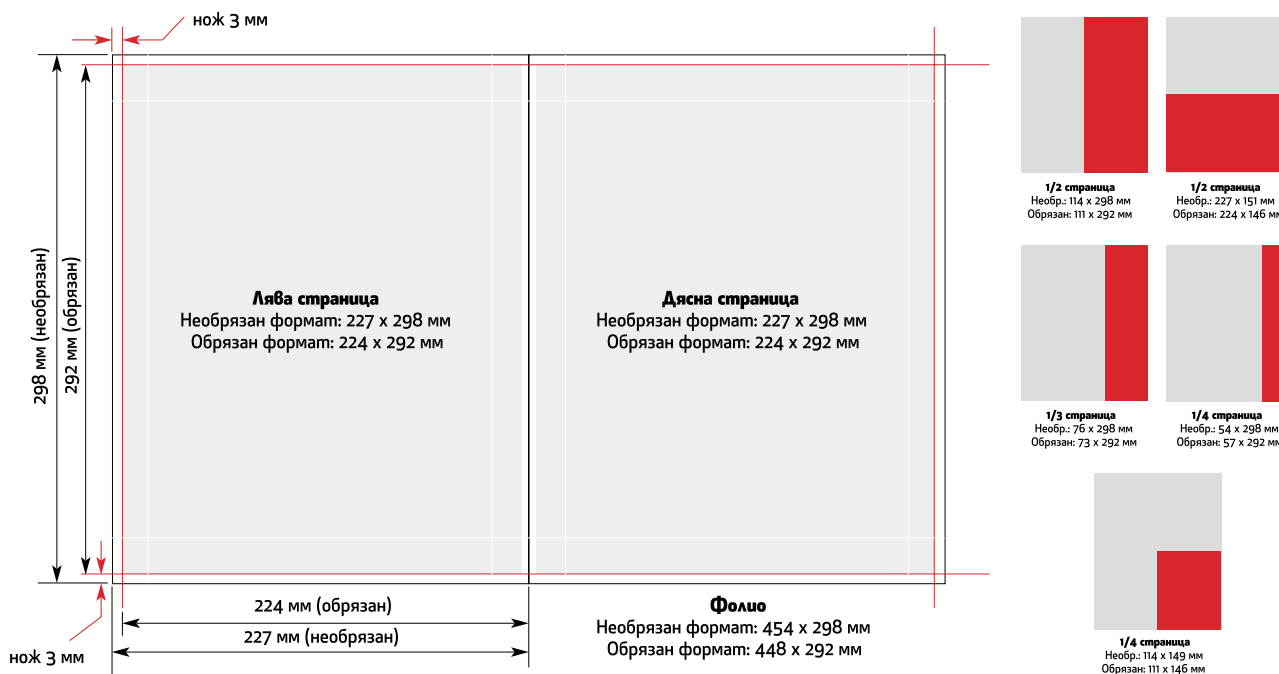 нож 3 мм
298 мм (необрязан)
292 мм (обрязан)
Лява страница
Необрязан формат: 227 x 298 мм
Обрязан формат: 224 x 292 мм
Дясна страница
Необрязан формат: 227 x 298 мм
Обрязан формат: 224 x 292 мм
224 мм (обрязан)
227 мм (необрязан)
нож 3 мм
Фолио
Необрязан формат: 454 x 298 мм
Обрязан формат: 448 x 292 мм
1/2 страница
Необр.: 114 x 298 мм
Обрязан: 111 x 292 мм
1/2 страница
Необр.: 227 x 151 мм
Обрязан: 224 x 146 мм
1/3 страница
Необр.: 76 x 298 мм
Обрязан: 73 x 292 мм
1/4 страница
Необр.: 54 x 298 мм
Обрязан: 57 x 292 мм
1/4 страница
Необр.: 114 x 149 мм
Обрязан: 111 x 146 мм